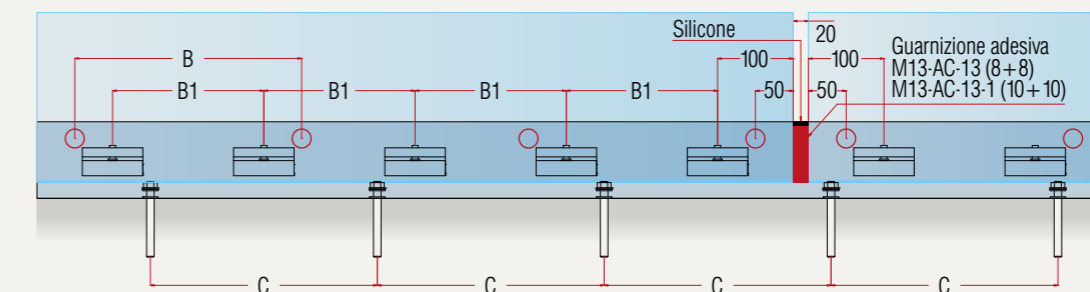 Silicone
20
Guarnizione adesiva
M13-AC-13 (8+8)
M13-AC-13-1 (10+10)
B
100
100
B1
B1
B1
B1
50
50
C
C
C
C